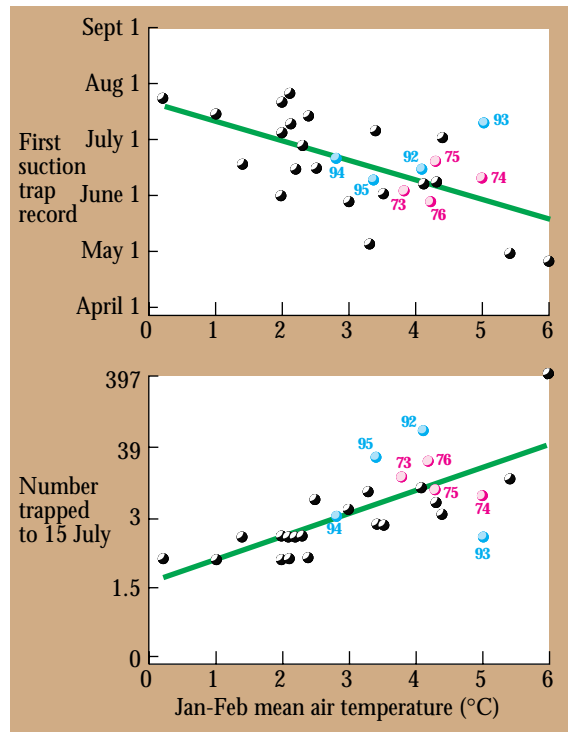 Sept 1
Aug 1
July 1
June 1
May 1
April 1
First
suction
trap
record
93
92
75
94
95
74
73
76
0 1 2 3 4 5 6
397
39
3
1.5
0
Number
trapped
to 15 July
92
95
73
76
75
74
94
93
0 1 2 3 4 5 6
Jan-Feb mean air temperature (°C)